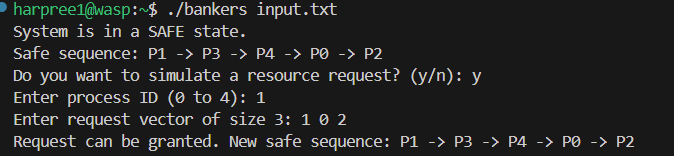 harpree1@wasp:~$ ./bankers input.txt
System is in a SAFE state.
Safe sequence: P1 -> P3 -> P4 -> P0 -> P2
Do you want to simulate a resource request? (y/n): y
Enter process ID (0 to 4): 1
Enter request vector of size 3: 1 0 2
Request can be granted. New safe sequence: P1 -> P3 -> P4 -> P0 -> P2